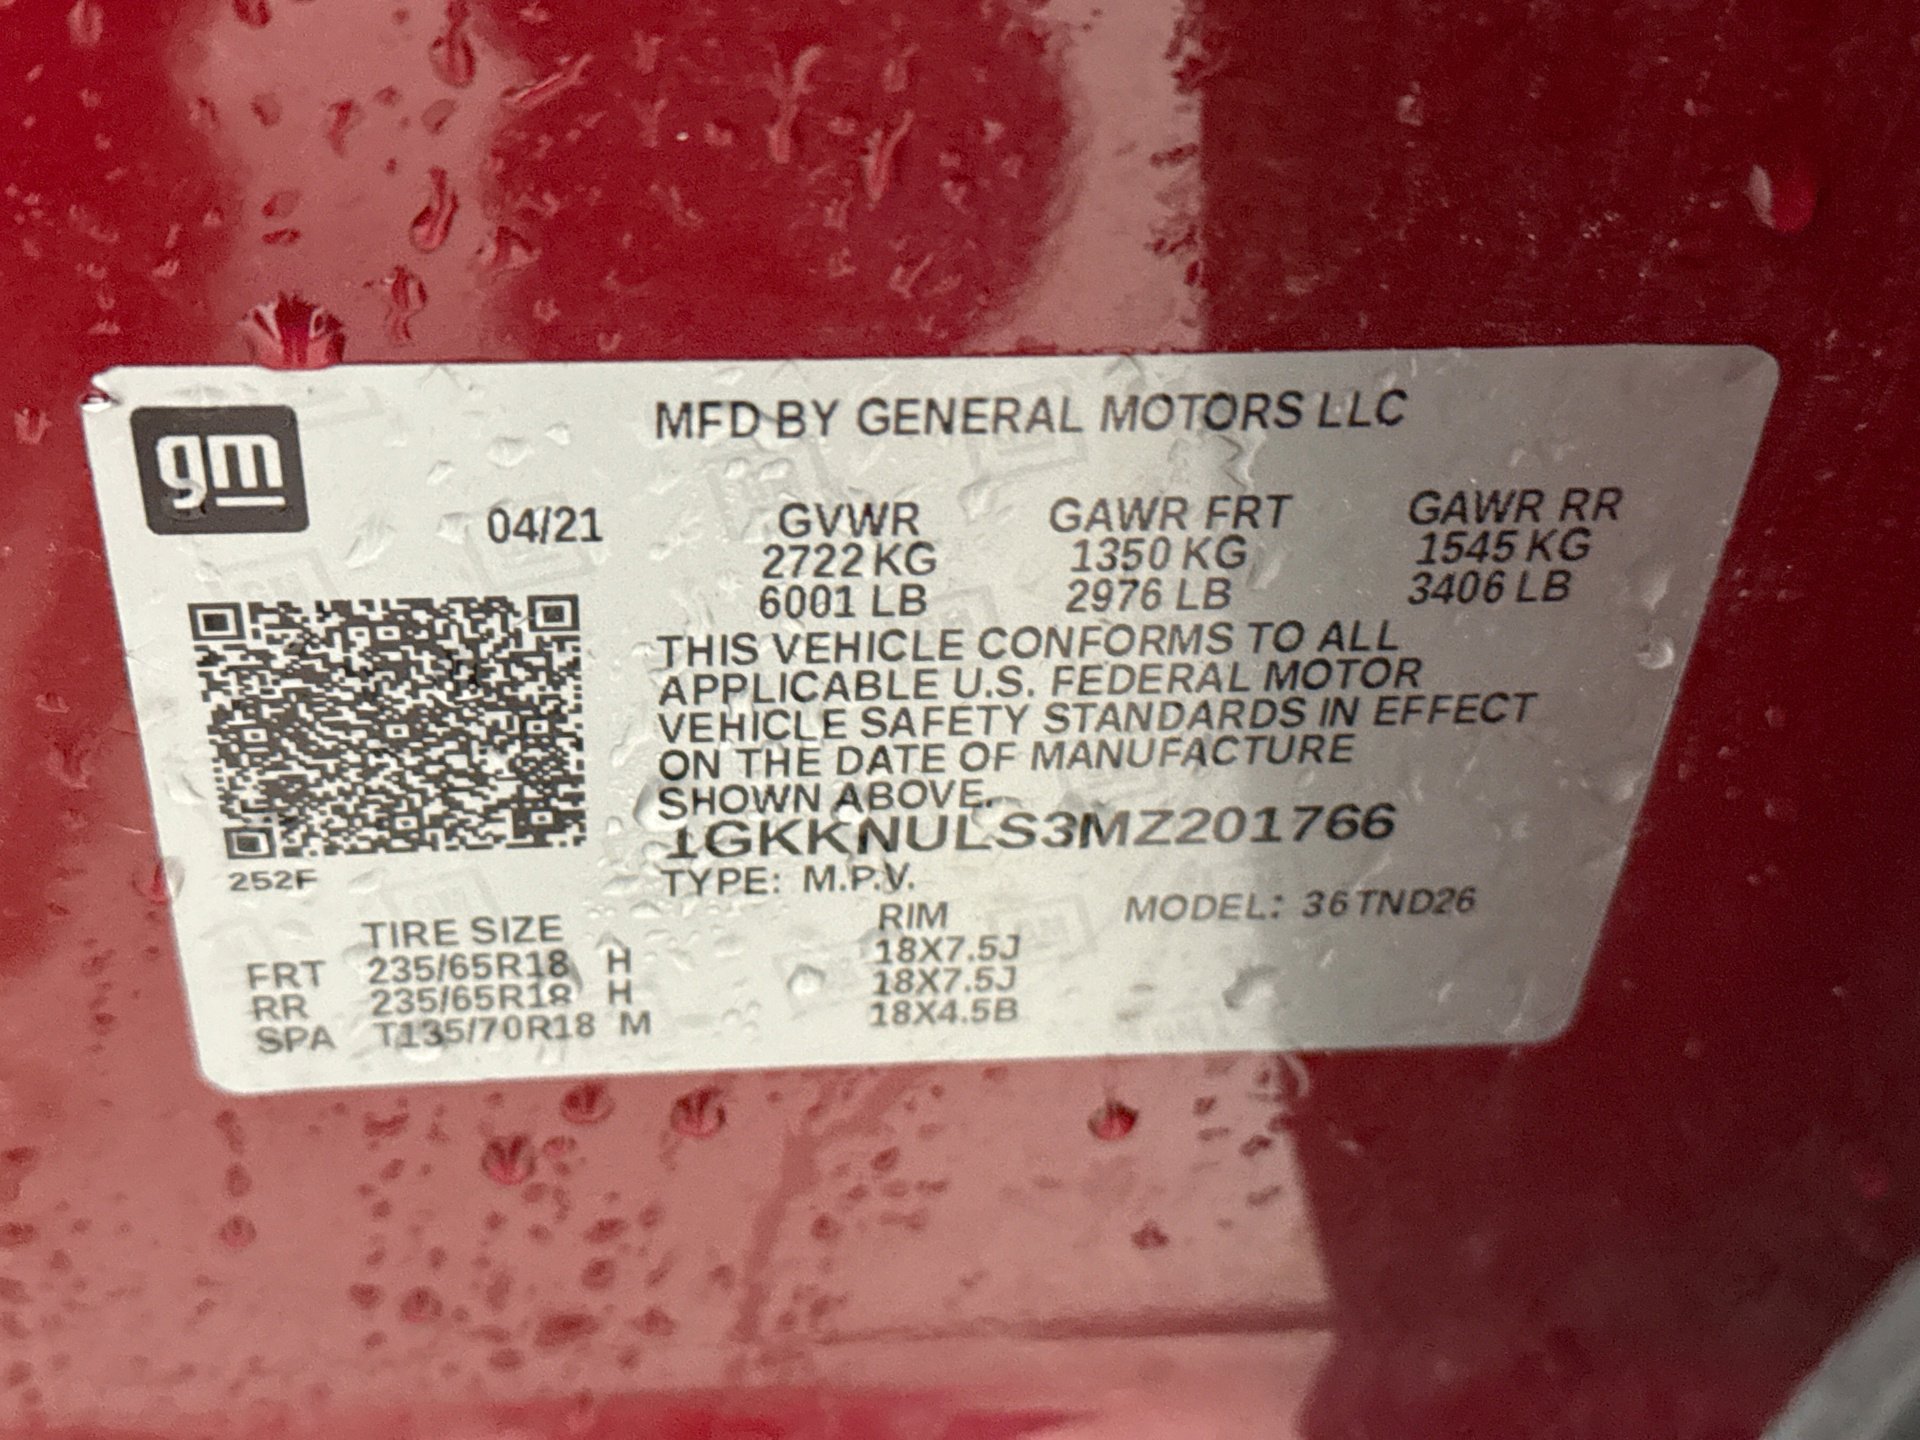 gm
MFD BY GENERAL MOTORS LLC
04/21
GVWR GAWR FRT GAWR RR
2722 KG 1350 KG 1545 KG
6001 LB 2976 LB 3406 LB
THIS VEHICLE CONFORMS TO ALL
APPLICABLE U.S. FEDERAL MOTOR
VEHICLE SAFETY STANDARDS IN EFFECT
ON THE DATE OF MANUFACTURE
SHOWN ABOVE.
1GKKNULS3MZ201766
252F
TYPE: M.P.V.
MODEL: 36TND26
TIRE SIZE RIM
FRT 235/65R18 H 18X7.5J
RR 235/65R18 H 18X7.5J
SPA T135/70R18 M 18X4.5B